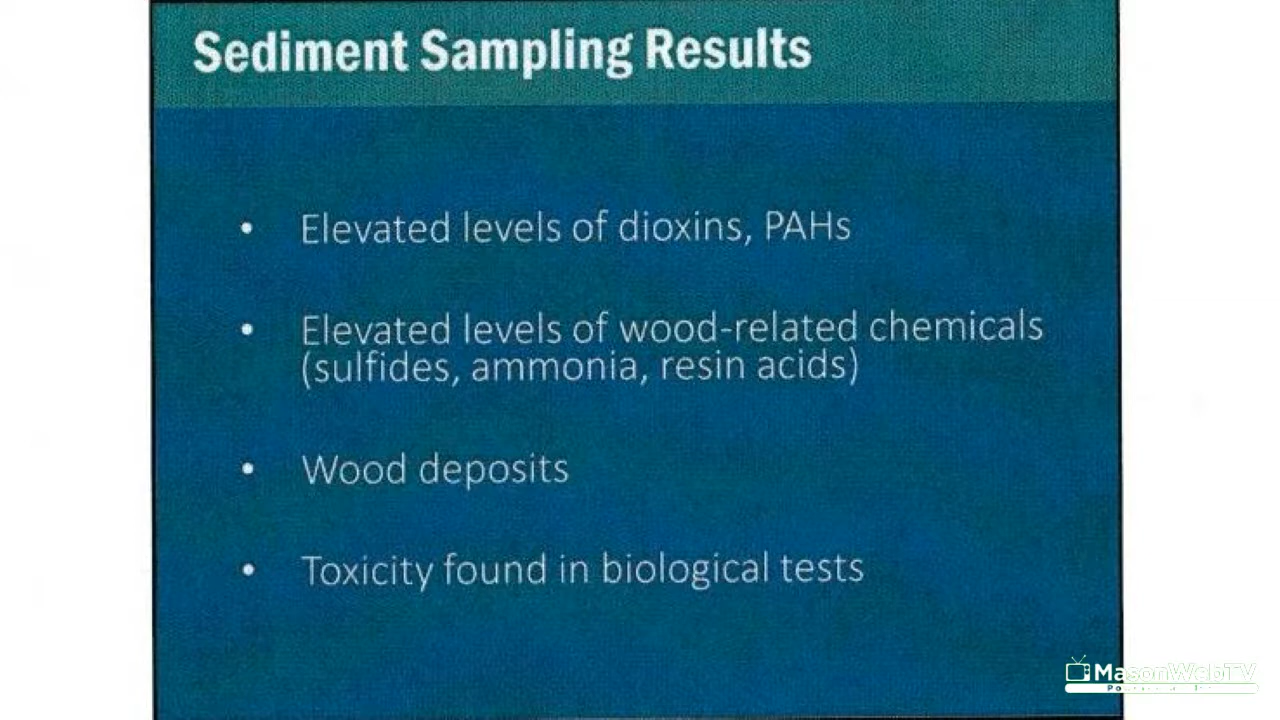 Sediment Sampling Results
• Elevated levels of dioxins, PAHs
• Elevated levels of wood-related chemicals
(sulfides, ammonia, resin acids)
• Wood deposits
• Toxicity found in biological tests
MasonWebTV